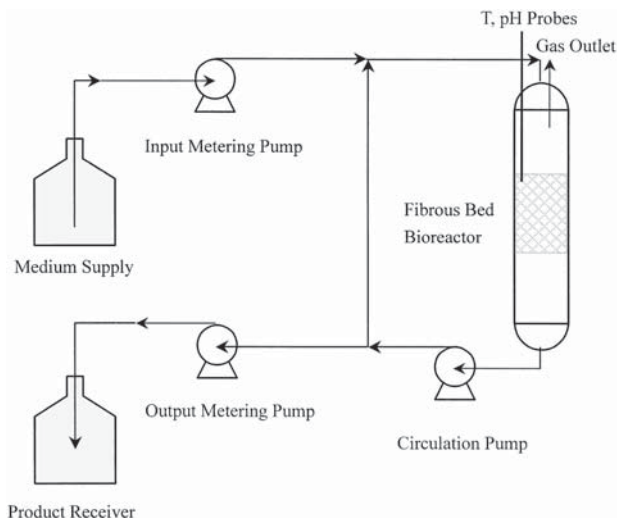 T, pH Probes
Gas Outlet
Input Metering Pump
Fibrous Bed
Bioreactor
Medium Supply
Output Metering Pump
Circulation Pump
Product Receiver